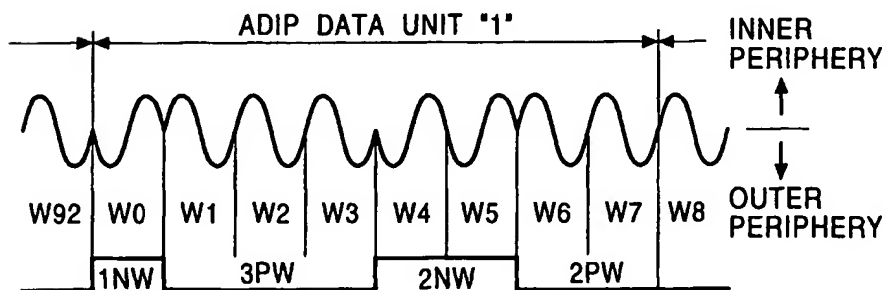 ADIP DATA UNIT "1"
INNER
PERIPHERY
OUTER
PERIPHERY
W92 W0 W1 W2 W3 W4 W5 W6 W7 W8
1NW 3PW 2NW 2PW